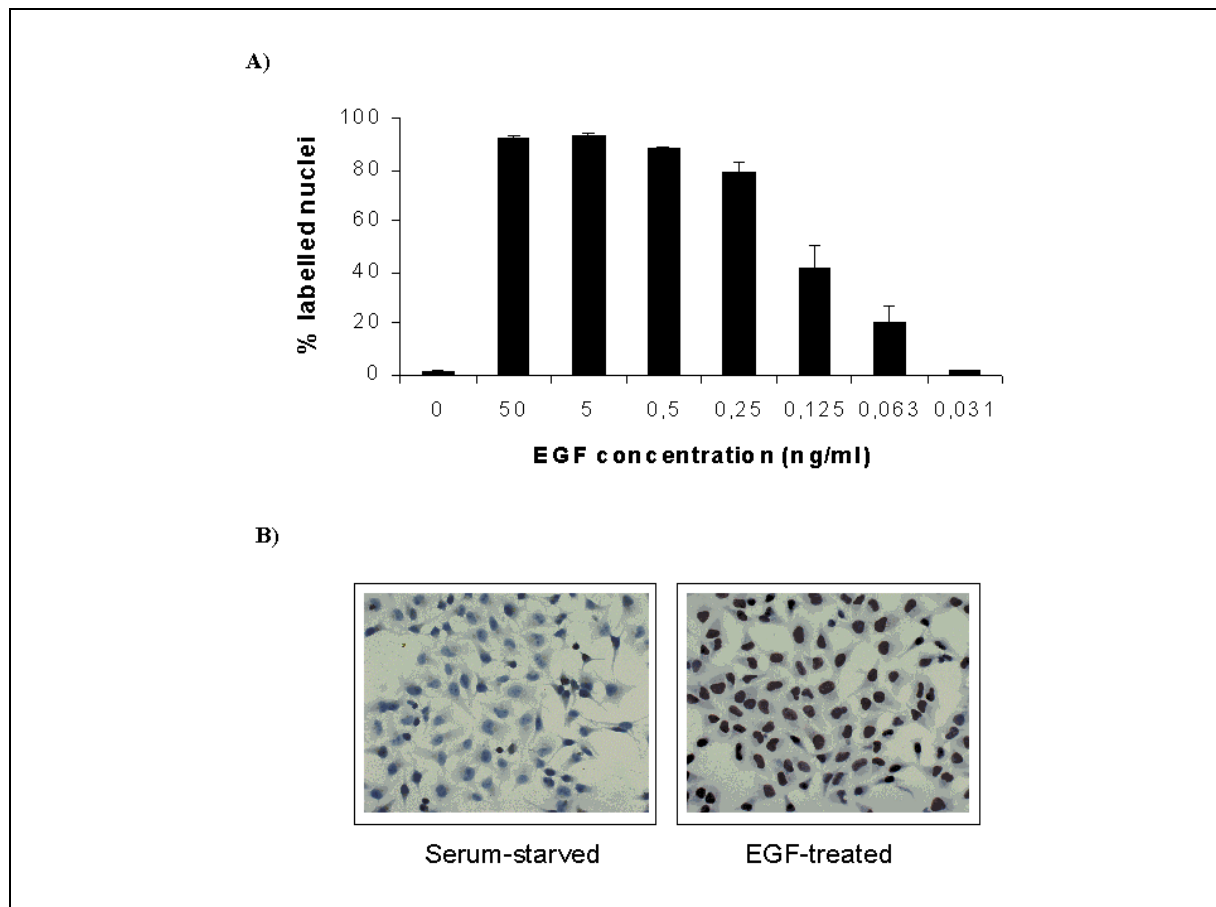 A)
% labelled nuclei
100
80
60
40
20
0
0 50 5 0,5 0,25 0,125 0,063 0,031
EGF concentration (ng/ml)
B)
Serum-starved EGF-treated